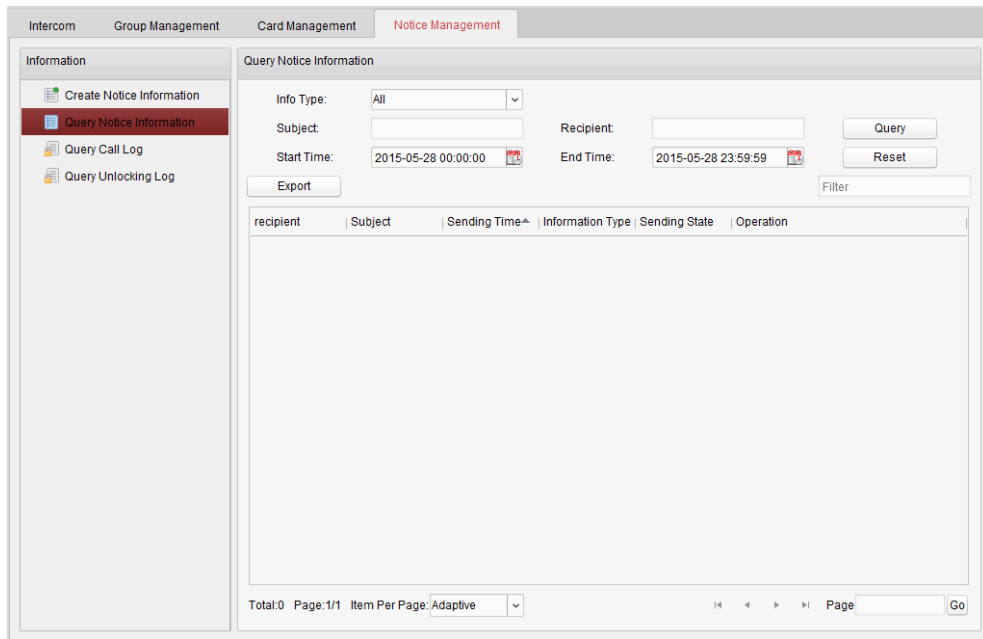 Intercom Group Management Card Management Notice Management
Information
Create Notice Information
Query Notice Information
Query Call Log
Query Unlocking Log
Query Notice Information
Info Type: All
Subject: Recipient: Query
Start Time: 2015-05-28 00:00:00 End Time: 2015-05-28 23:59:59 Reset
Export Filter
recipient Subject Sending Time Information Type Sending State Operation
Total:0 Page:1/1 Item Per Page: Adaptive Page Go